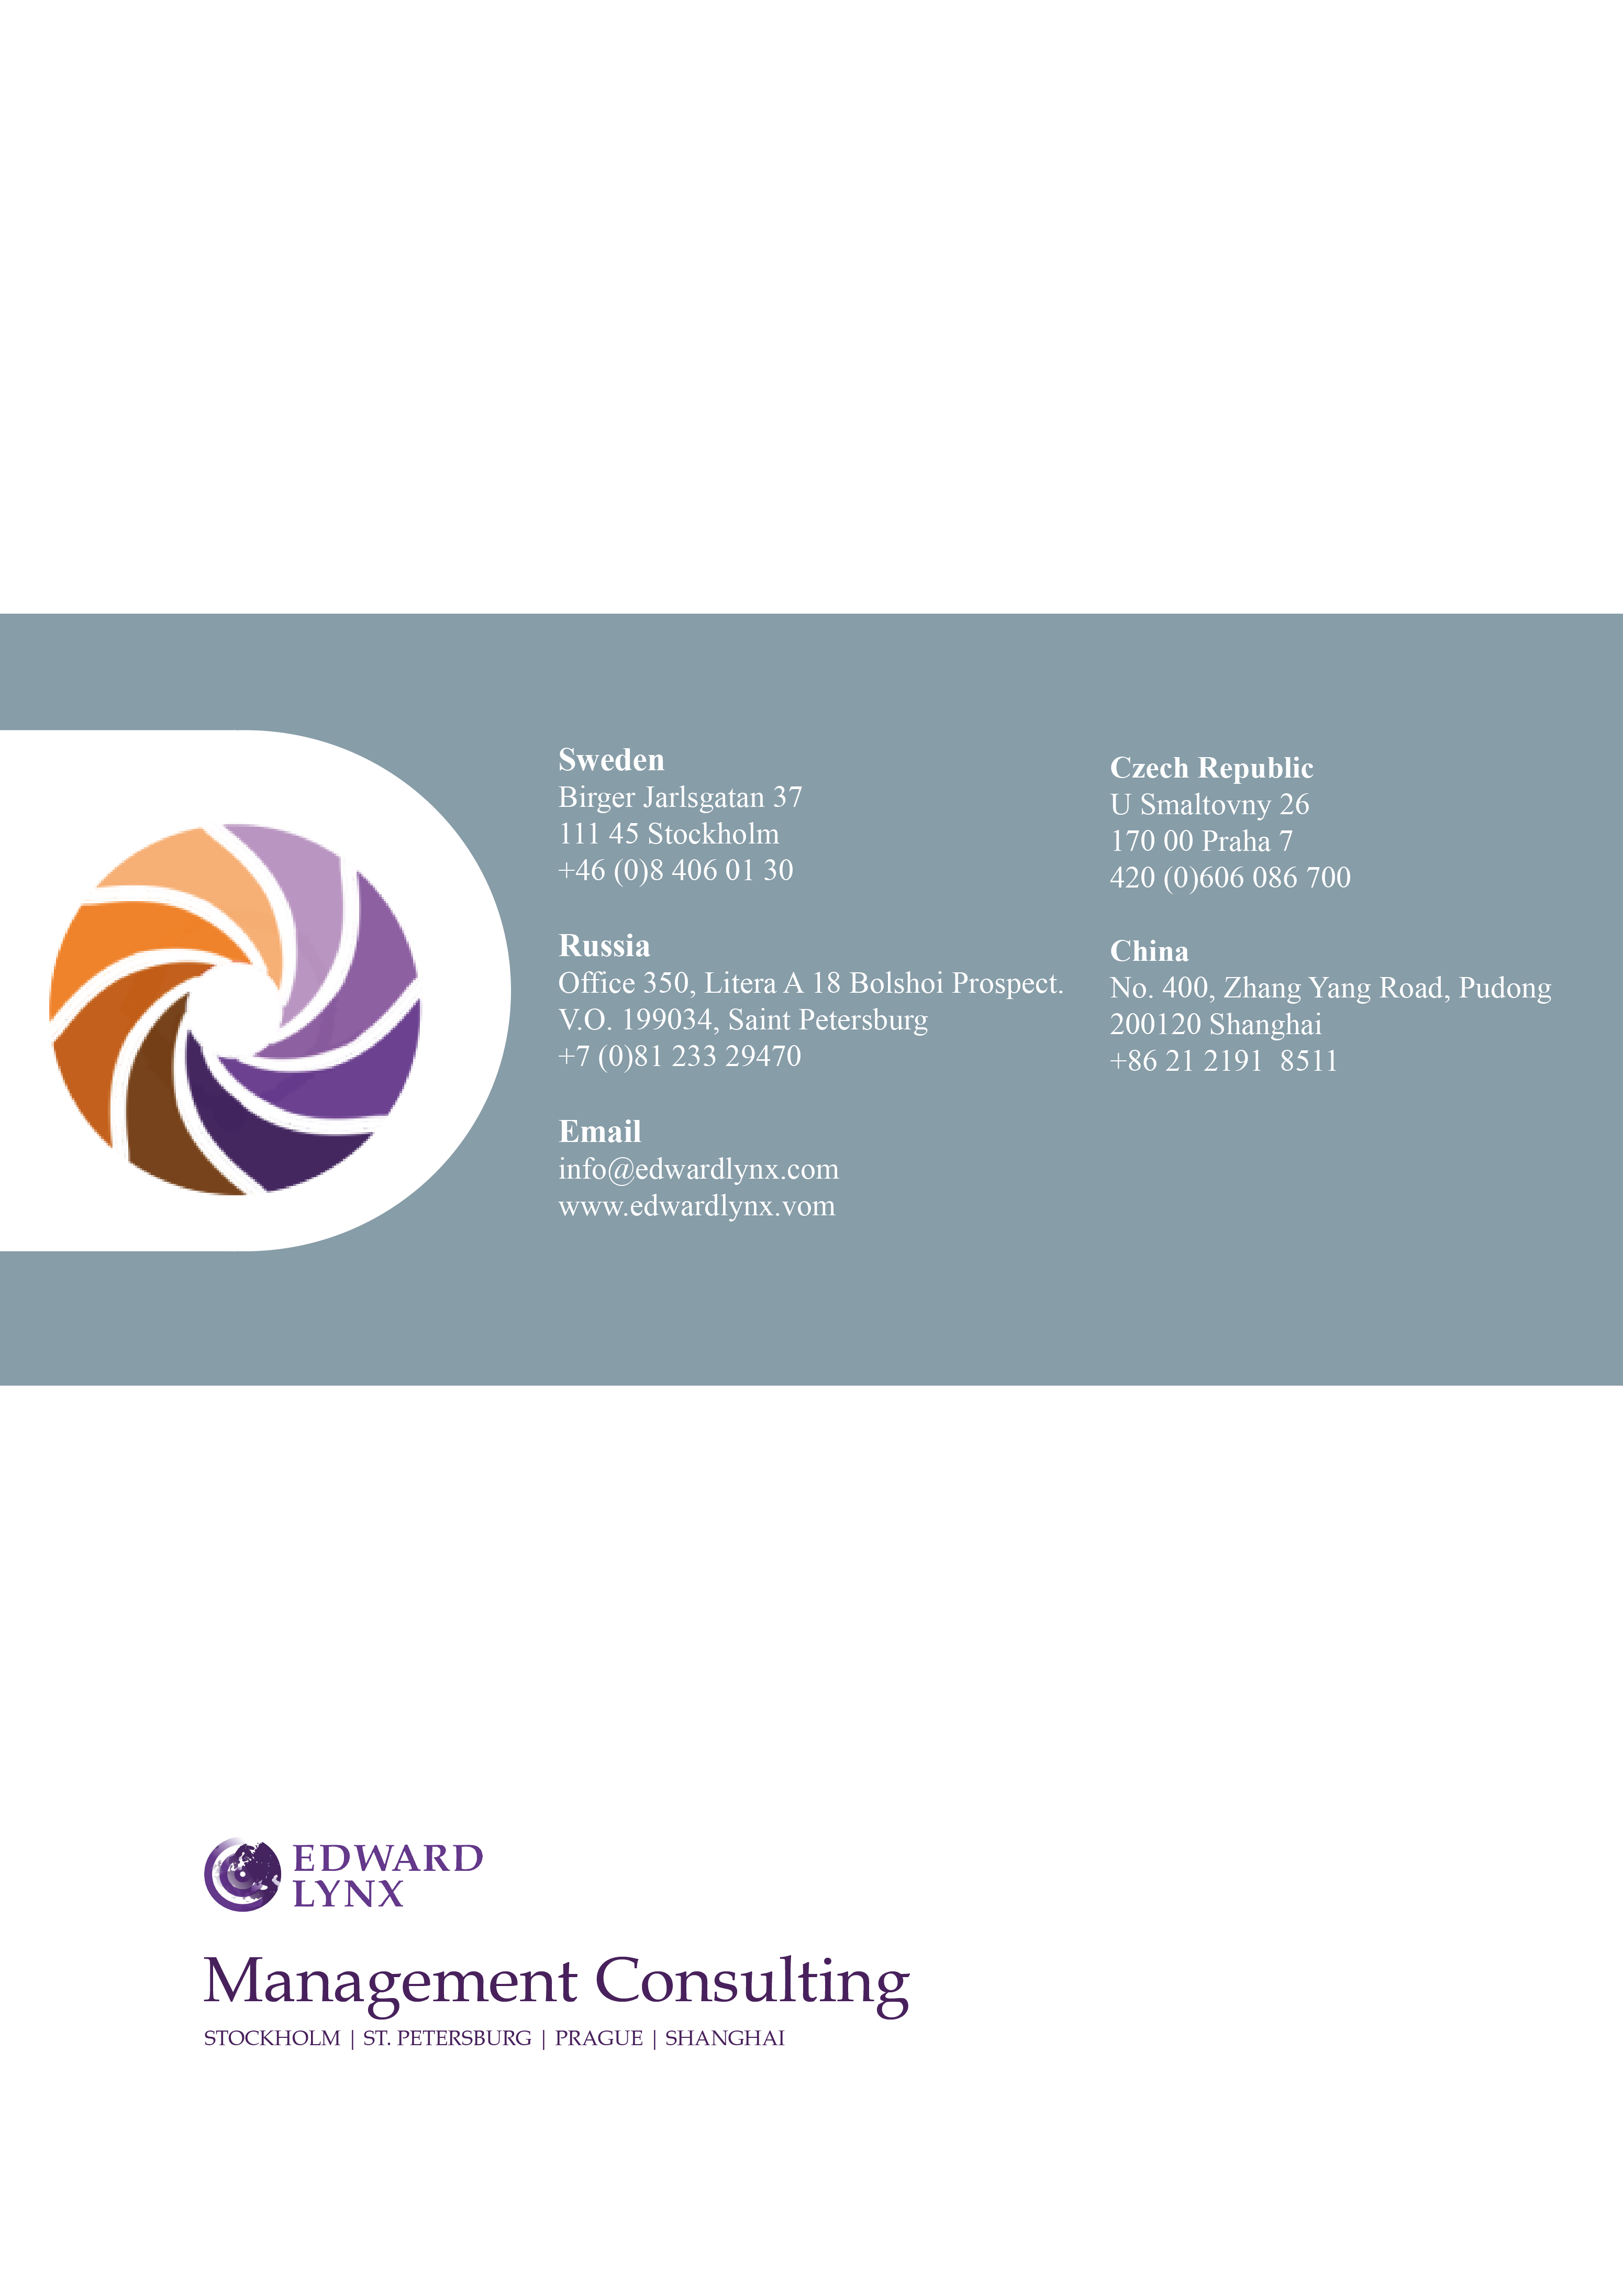 Sweden
Birger Jarlsgatan 37
111 45 Stockholm
+46 (0)8 406 01 30
Russia
Office 350, Litera A 18 Bolshoi Prospect.
V.O. 199034, Saint Petersburg
+7 (0)81 233 29470
Email
info@edwardlynx.com
www.edwardlynx.vom
Czech Republic
U Smaltovny 26
170 00 Praha 7
420 (0)606 086 700
China
No. 400, Zhang Yang Road, Pudong
200120 Shanghai
+86 21 2191  8511
EDWARD
LYNX
Management Consulting
STOCKHOLM | ST. PETERSBURG | PRAGUE | SHANGHAI